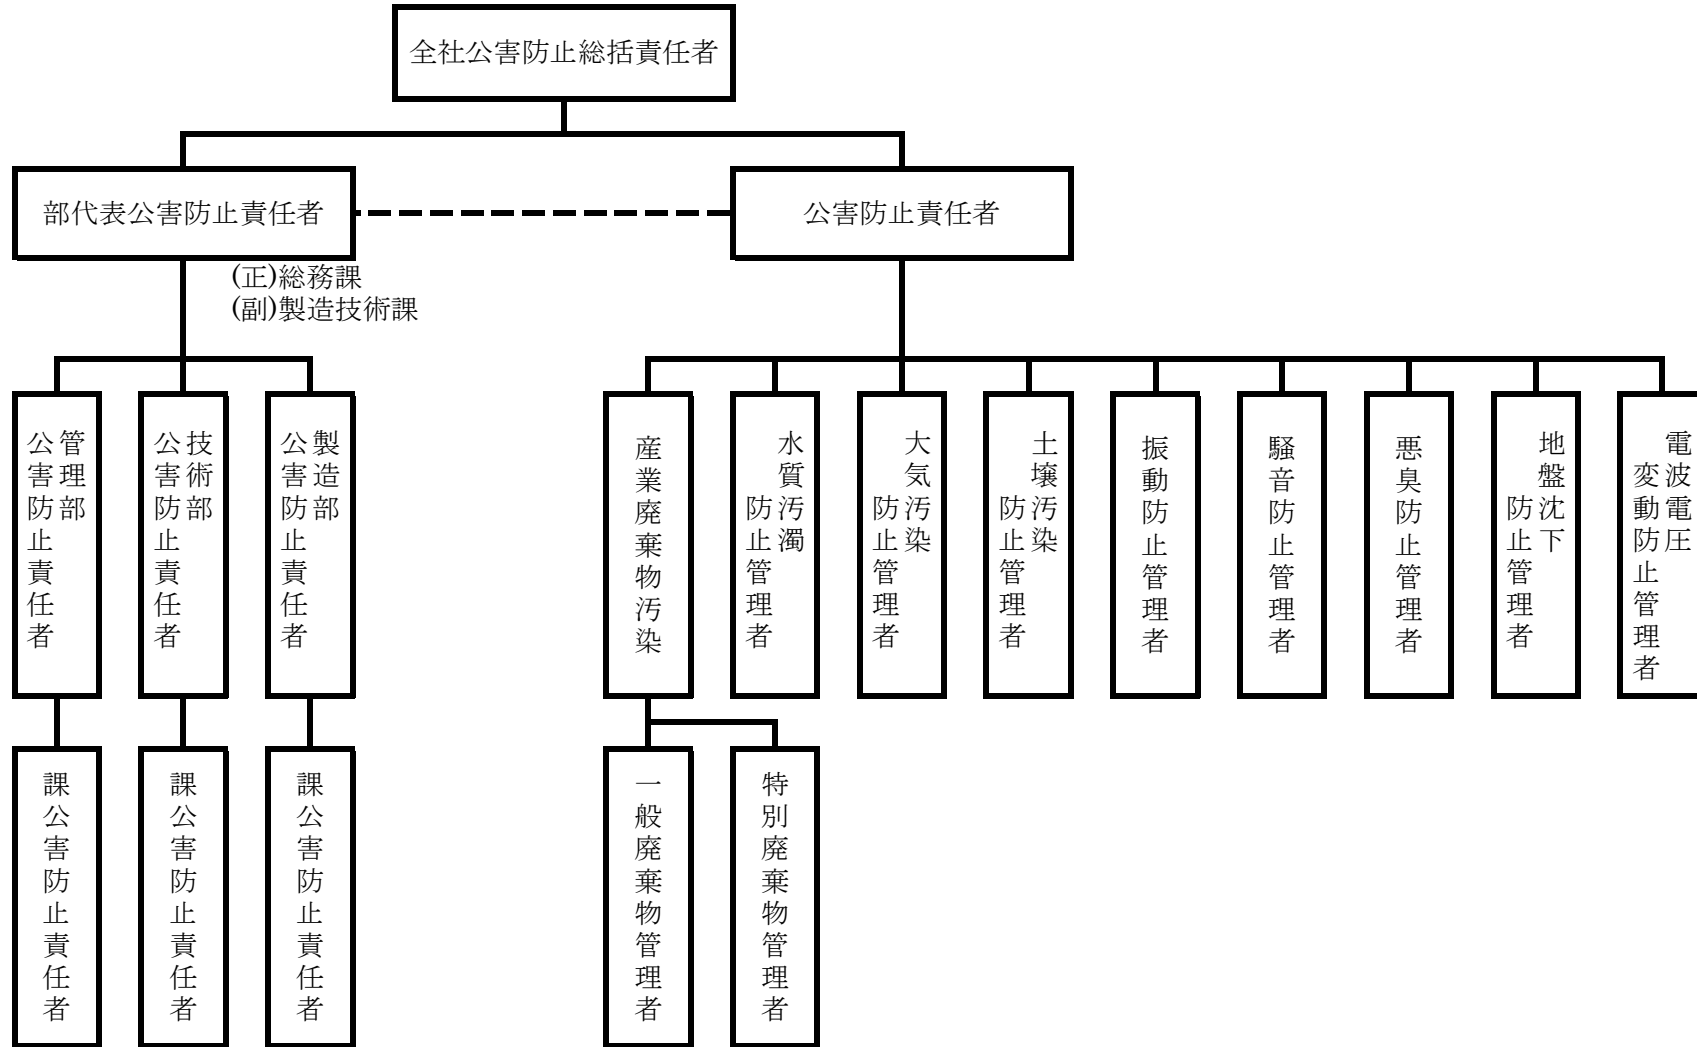 全社公害防止総括責任者
部代表公害防止責任者
公害防止責任者
(正)総務課
(副)製造技術課
管理部
公害防止責任者
技術部
公害防止責任者
製造部
公害防止責任者
産業廃棄物汚染
水質汚濁
防止管理者
大気汚染
防止管理者
土壌汚染
防止管理者
振動防止管理者
騒音防止管理者
悪臭防止管理者
地盤沈下
防止管理者
電波電圧
変動防止管理者
課公害防止責任者
課公害防止責任者
課公害防止責任者
一般廃棄物管理者
特別廃棄物管理者